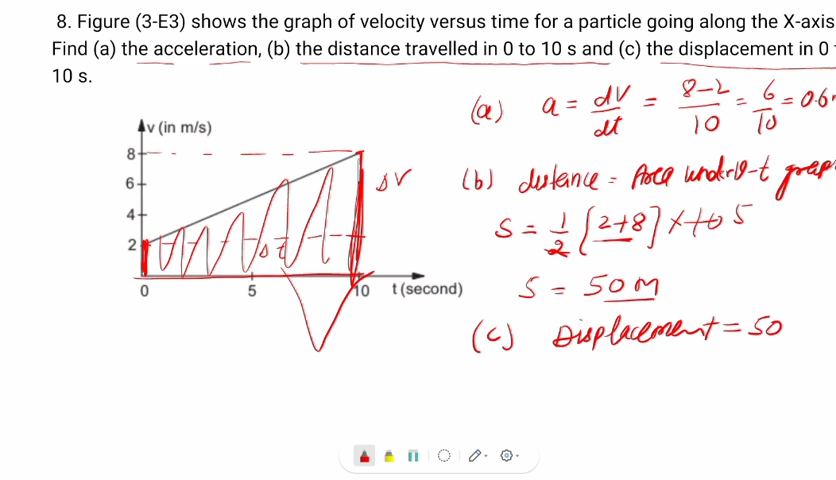 8. Figure (3-E3) shows the graph of velocity versus time for a particle going along the X-axis
Find (a) the acceleration, (b) the distance travelled in 0 to 10 s and (c) the displacement in 0
10 s.
(a) a = dV/dt = 8-2/10 = 6/10 = 0.6
v (in m/s)
8
6
4
2
0
5
10
t (second)
ΔV
Δt
(b) distance = Area under v-t graph
S = 1/2 [2+8] × 10 5
S = 50 m
(c) Displacement = 50